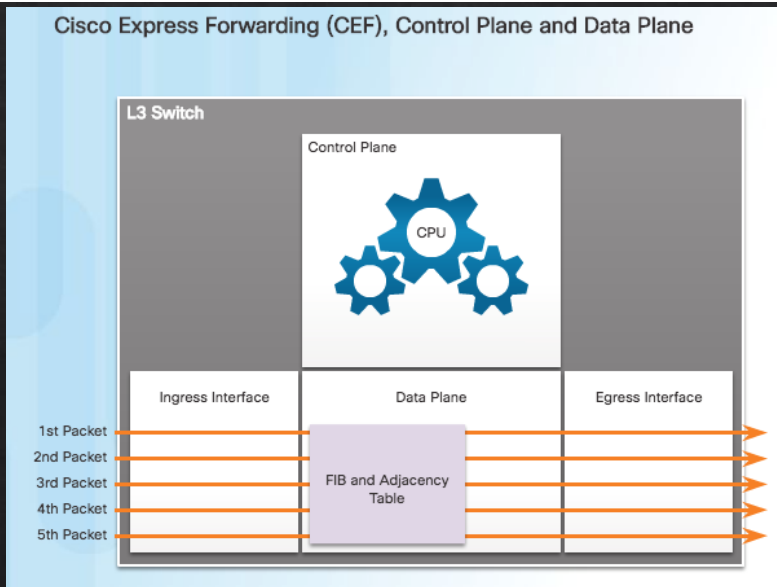 Cisco Express Forwarding (CEF), Control Plane and Data Plane
L3 Switch
Control Plane
CPU
Ingress Interface
Data Plane
Egress Interface
1st Packet
2nd Packet
3rd Packet
4th Packet
5th Packet
FIB and Adjacency
Table